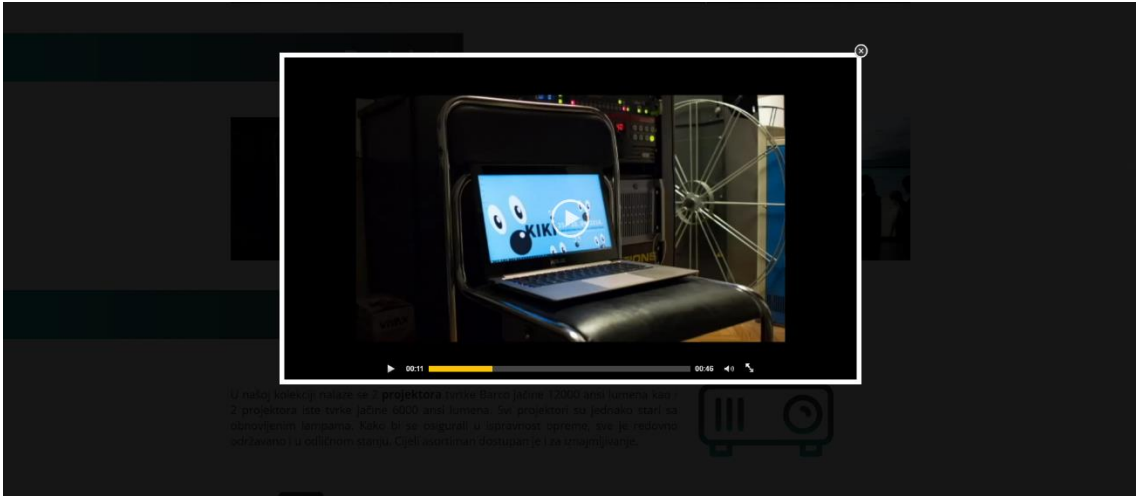 KIKI
IONS
00:11
00:46
U našoj kolekciji nalaze se 2 projektora tvrtke Barco jačine 12000 ansi lumena kao i
2 projektora iste tvrke jačine 6000 ansi lumena. Svi projektori su jednako stari sa
obnovljenim lampama. Kako bi se osigurali u ispravnost opreme, sve je redovno
održavano i u odličnom stanju. Cijeli asortiman dostupan je i za iznajmljivanje.